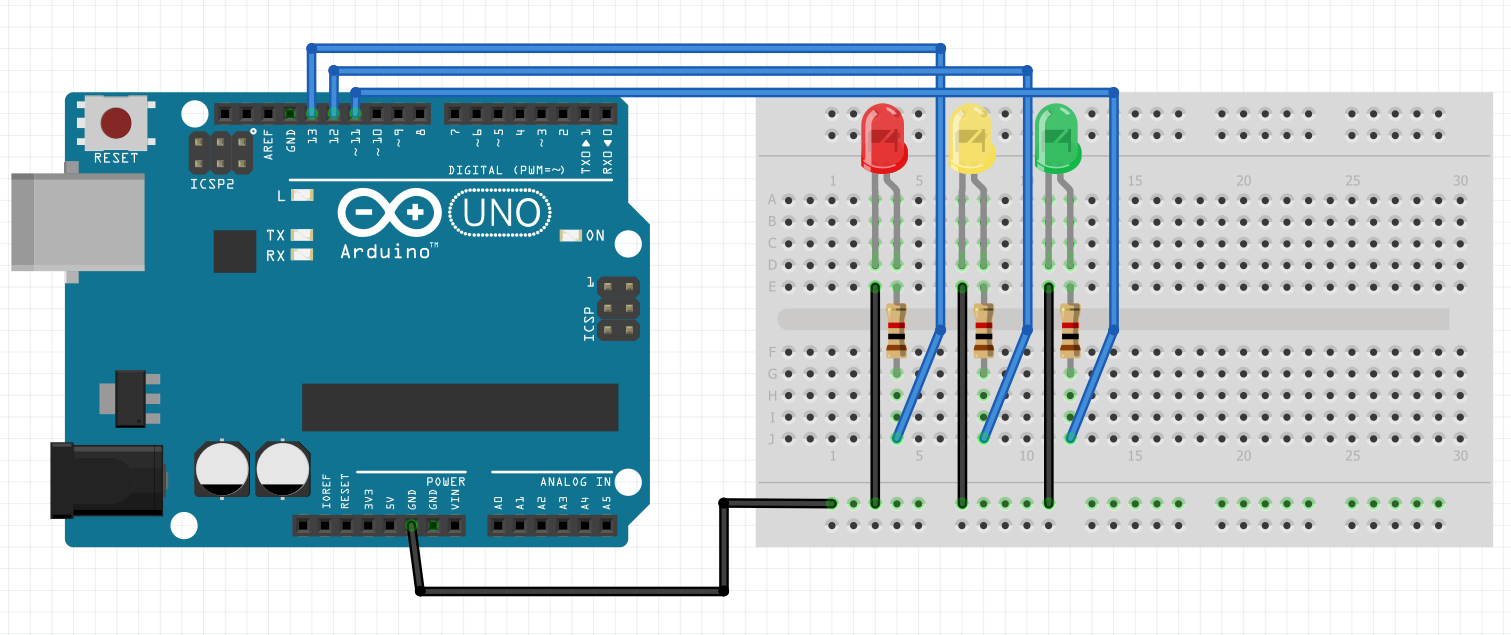 RESET
ICSP2
AREF
GND
13
12
~11
~10
~9
8
7
~6
~5
4
~3
2
TX0▶1
RX0◀0
DIGITAL (PWM=~)
L
TX
RX
UNO
Arduino™
ON
1
ICSP
POWER
ANALOG IN
IOREF
RESET
3V3
5V
GND
GND
VIN
A0
A1
A2
A3
A4
A5
1 5 10 15 20 25 30
A
B
C
D
E
F
G
H
I
J
1 5 10 15 20 25 30